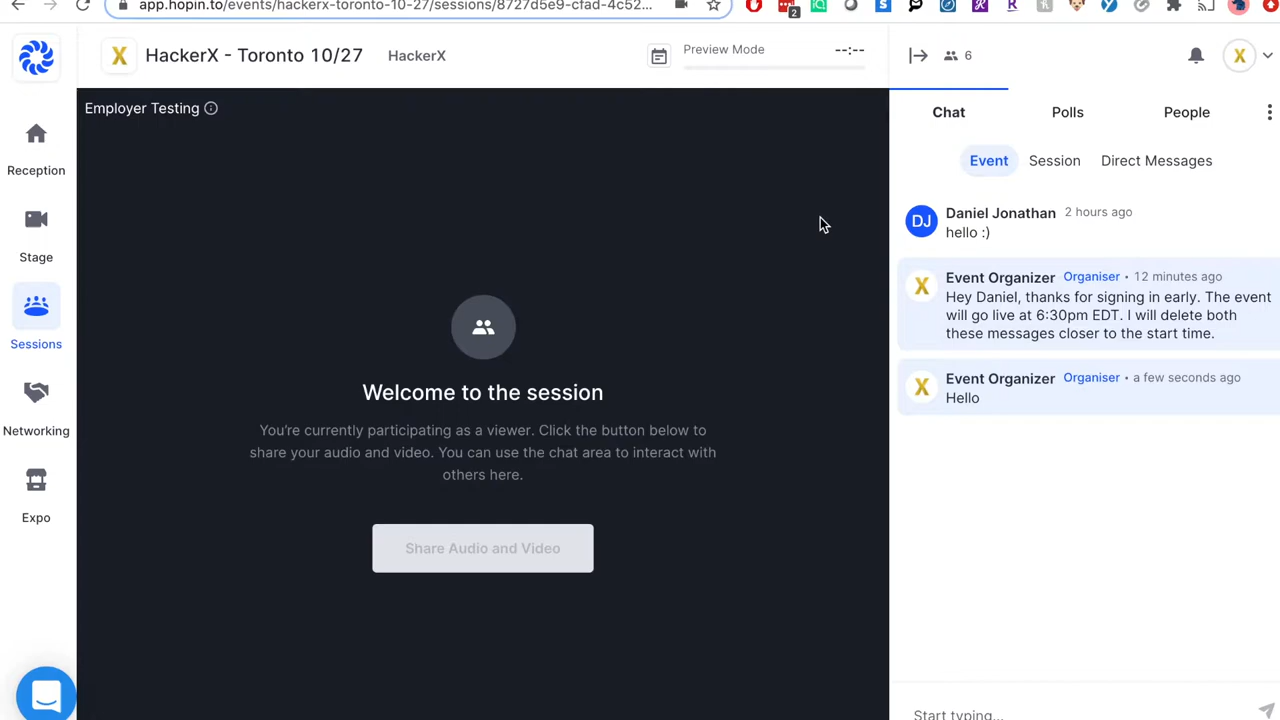 app.hopin.to/events/hackerx-toronto-10-27/sessions/8727d5e9-cfad-4c52...
2
HackerX - Toronto 10/27
HackerX
Preview Mode
--:--
6
X
Employer Testing
Reception
Stage
Sessions
Networking
Expo
Welcome to the session
You're currently participating as a viewer. Click the button below to
share your audio and video. You can use the chat area to interact with
others here.
Share Audio and Video
Chat
Polls
People
Event
Session
Direct Messages
DJ
Daniel Jonathan 2 hours ago
hello :)
X
Event Organizer Organiser • 12 minutes ago
Hey Daniel, thanks for signing in early. The event
will go live at 6:30pm EDT. I will delete both
these messages closer to the start time.
X
Event Organizer Organiser • a few seconds ago
Hello
Start typing...